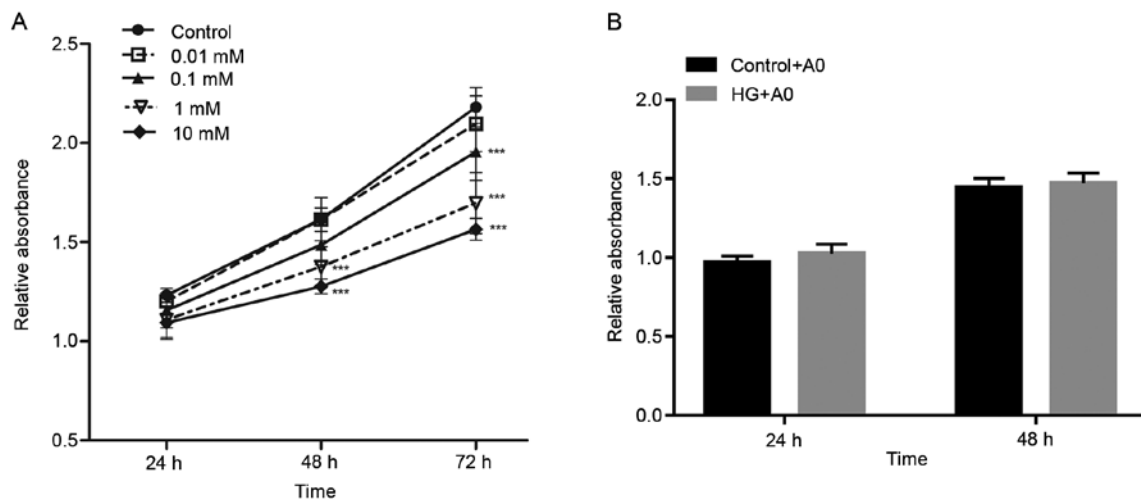 A
Control
0.01 mM
0.1 mM
1 mM
10 mM
2.5
2.0
1.5
1.0
0.5
Relative absorbance
***
***
***
***
***
24 h
48 h
72 h
Time
B
Control+A0
HG+A0
2.0
1.5
1.0
0.5
0.0
Relative absorbance
24 h
48 h
Time